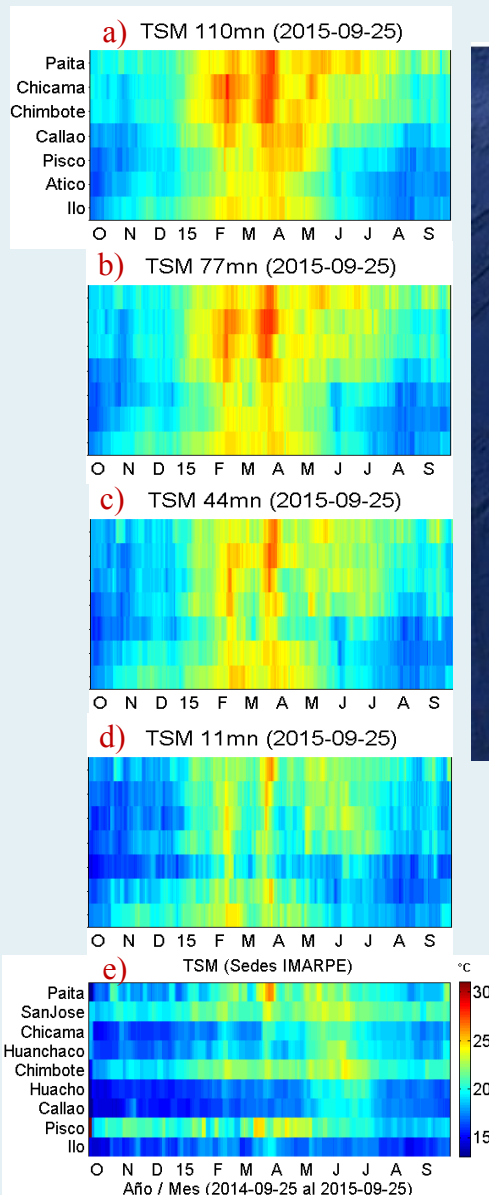 a) TSM 110mn (2015-09-25)
Paita
Chicama
Chimbote
Callao
Pisco
Atico
Ilo
O N D 15 F M A M J J A S
b) TSM 77mn (2015-09-25)
O N D 15 F M A M J J A S
c) TSM 44mn (2015-09-25)
O N D 15 F M A M J J A S
d) TSM 11mn (2015-09-25)
O N D 15 F M A M J J A S
e) TSM (Sedes IMARPE) °C
Paita
SanJose
Chicama
Huanchaco
Chimbote
Huacho
Callao
Pisco
Ilo
30
25
20
15
O N D 15 F M A M J J A S
Año / Mes (2014-09-25 al 2015-09-25)